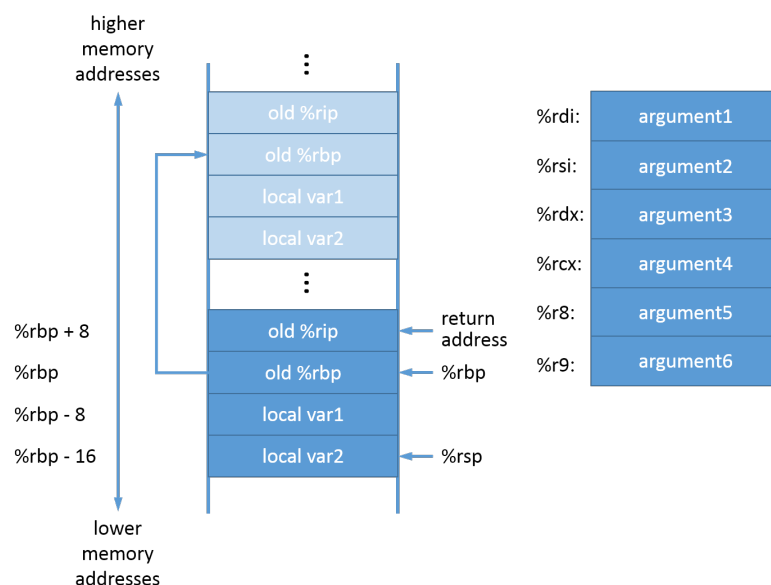 higher
memory
addresses
⋮
old %rip
old %rbp
local var1
local var2
⋮
%rbp + 8
old %rip
return
address
%rbp
old %rbp
%rbp
%rbp - 8
local var1
%rbp - 16
local var2
%rsp
lower
memory
addresses
%rdi:
argument1
%rsi:
argument2
%rdx:
argument3
%rcx:
argument4
%r8:
argument5
%r9:
argument6